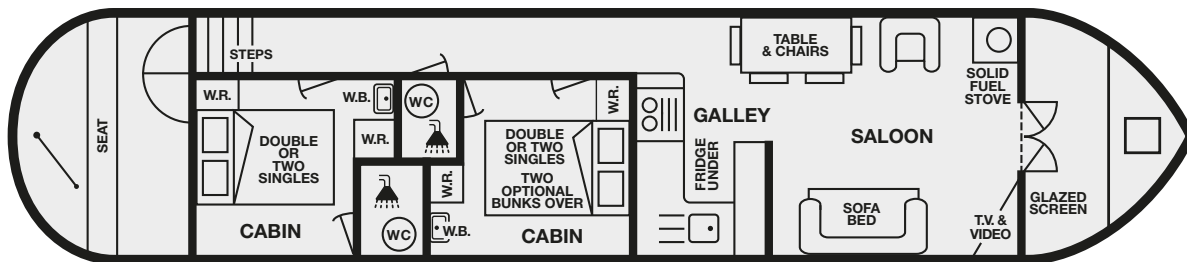 SEAT
STEPS
W.R.
DOUBLE
OR
TWO
SINGLES
CABIN
W.B.
W.R.
WC
WC
W.R.
W.B.
DOUBLE
OR TWO
SINGLES
TWO
OPTIONAL
BUNKS OVER
W.R.
CABIN
GALLEY
FRIDGE
UNDER
TABLE
& CHAIRS
SALOON
SOFA
BED
SOLID
FUEL
STOVE
T.V. &
VIDEO
GLAZED
SCREEN